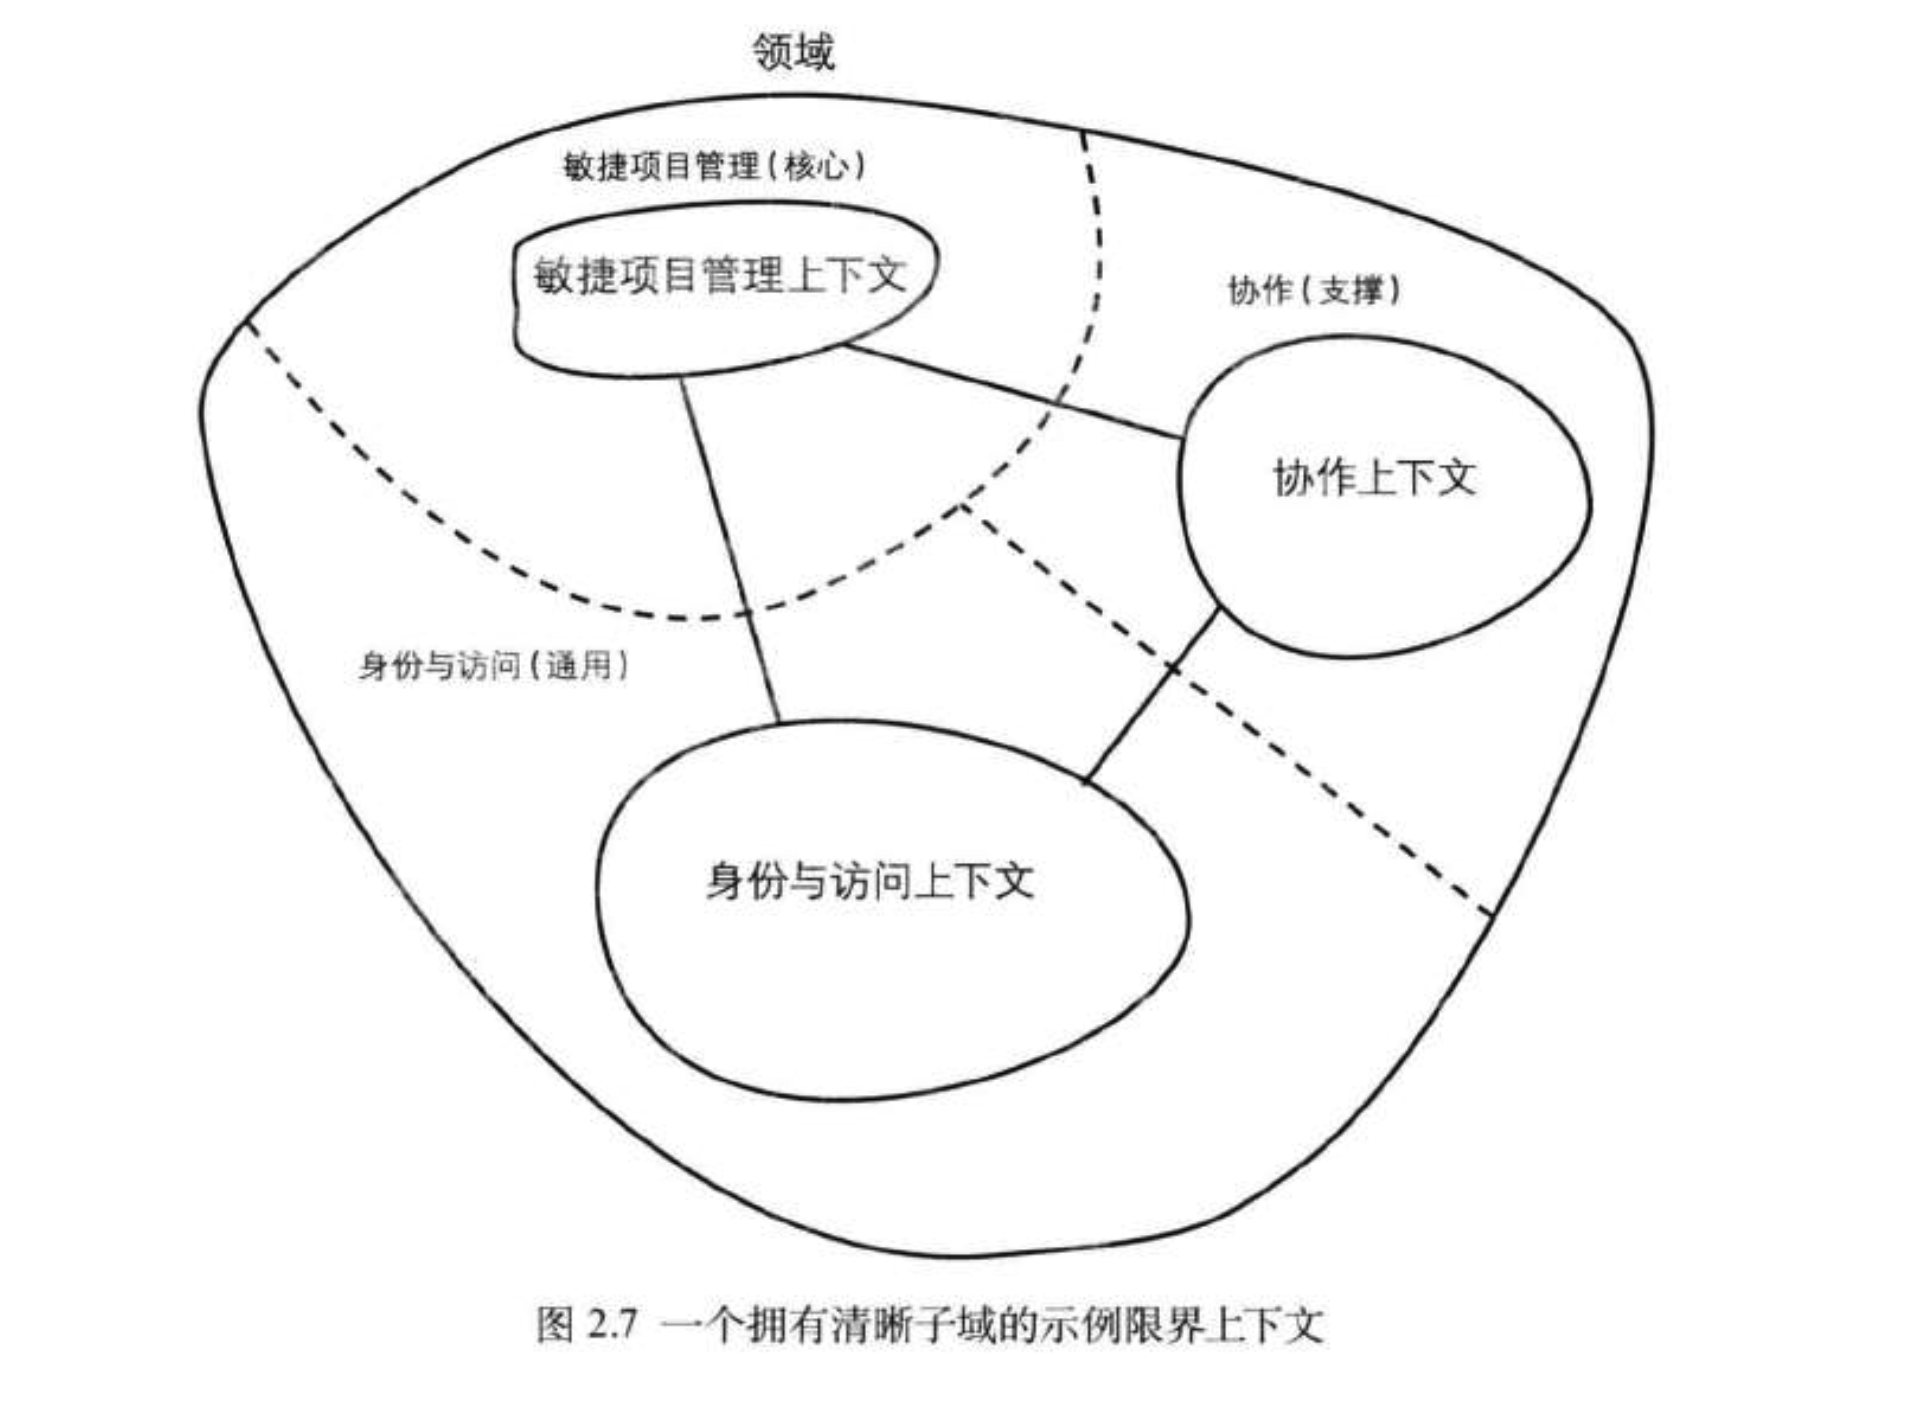 领域
敏捷项目管理(核心)
敏捷项目管理上下文
协作(支撑)
协作上下文
身份与访问(通用)
身份与访问上下文
图 2.7 一个拥有清晰子域的示例限界上下文